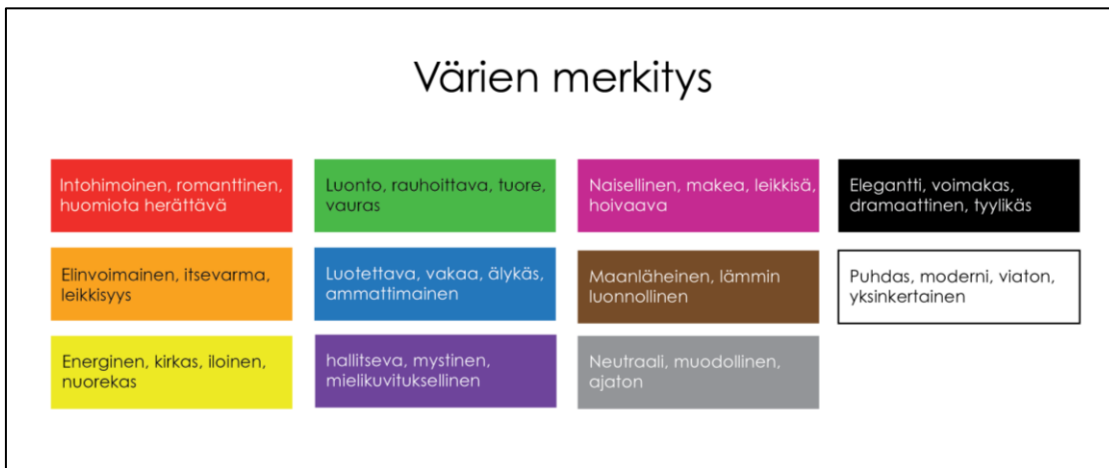 Värien merkitys
Intohimoinen, romanttinen,
huomiota herättävä
Luonto, rauhoittava, tuore,
vauras
Naisellinen, makea, leikkisä,
hoivaava
Elegantti, voimakas,
dramaattinen, tyylikäs
Elinvoimainen, itsevarma,
leikkisyys
Luotettava, vakaa, älykäs,
ammattimainen
Maanläheinen, lämmin
luonnollinen
Puhdas, moderni, viaton,
yksinkertainen
Energinen, kirkas, iloinen,
nuorekas
hallitseva, mystinen,
mielikuvituksellinen
Neutraali, muodollinen,
ajaton